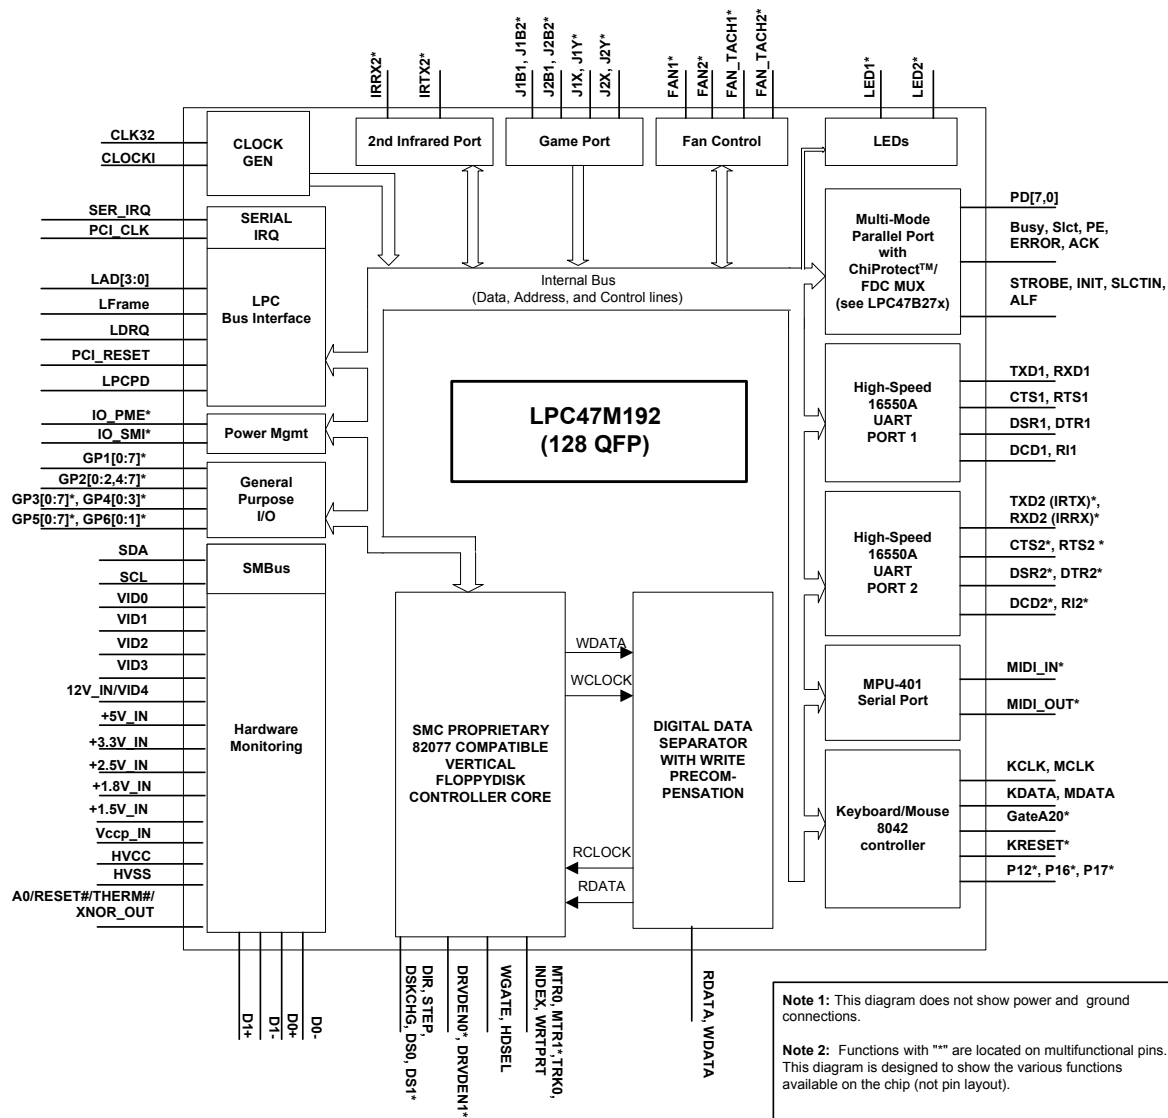 IRRX2*
IRTX2*
J1B1, J1B2*
J2B1, J2B2*
J1X, J1Y*
J2X, J2Y*
FAN1*
FAN2*
FAN_TACH1*
FAN_TACH2*
LED1*
LED2*
CLK32
CLOCKI
CLOCK
GEN
2nd Infrared Port
Game Port
Fan Control
LEDs
SER_IRQ
PCI_CLK
SERIAL
IRQ
LAD[3:0]
LFrame
LDRQ
PCI_RESET
LPCPD
LPC
Bus Interface
Internal Bus
(Data, Address, and Control lines)
Multi-Mode
Parallel Port
with
ChiProtect™/
FDC MUX
(see LPC47B27x)
PD[7,0]
Busy, Slct, PE,
ERROR, ACK
STROBE, INIT, SLCTIN,
ALF
IO_PME*
IO_SMI*
Power Mgmt
LPC47M192
(128 QFP)
High-Speed
16550A
UART
PORT 1
TXD1, RXD1
CTS1, RTS1
DSR1, DTR1
DCD1, RI1
GP1[0:7]*
GP2[0:2,4:7]*
GP3[0:7]*, GP4[0:3]*
GP5[0:7]*, GP6[0:1]*
General
Purpose
I/O
High-Speed
16550A
UART
PORT 2
TXD2 (IRTX)*,
RXD2 (IRRX)*
CTS2*, RTS2 *
DSR2*, DTR2*
DCD2*, RI2*
SDA
SCL
SMBus
VID0
VID1
VID2
VID3
12V_IN/VID4
+5V_IN
+3.3V_IN
+2.5V_IN
+1.8V_IN
+1.5V_IN
Vccp_IN
HVCC
HVSS
A0/RESET#/THERM#/
XNOR_OUT
Hardware
Monitoring
SMC PROPRIETARY
82077 COMPATIBLE
VERTICAL
FLOPPYDISK
CONTROLLER CORE
WDATA
WCLOCK
RCLOCK
RDATA
DIGITAL DATA
SEPARATOR
WITH WRITE
PRECOM-
PENSATION
MPU-401
Serial Port
MIDI_IN*
MIDI_OUT*
Keyboard/Mouse
8042
controller
KCLK, MCLK
KDATA, MDATA
GateA20*
KRESET*
P12*, P16*, P17*
D1+
D1-
D0+
D0-
DIR, STEP,
DSKCHG, DS0, DS1*
DRVDEN0*, DRVDEN1*
WGATE, HDSEL
MTR0, MTR1*,TRK0,
INDEX, WRTPRT
RDATA, WDATA
Note 1: This diagram does not show power and ground
connections.
Note 2: Functions with "*" are located on multifunctional pins.
This diagram is designed to show the various functions
available on the chip (not pin layout).